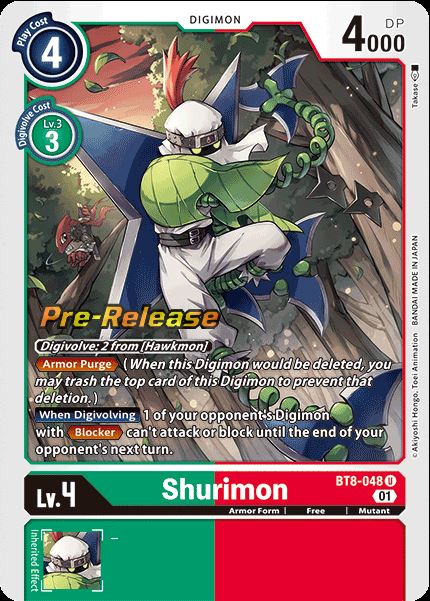 Play Cost
4
DIGIMON
DP
4000
Digivolve Cost
Lv.3
3
Takase
Pre-Release
Digivolve: 2 from [Hawkmon]
Armor Purge (When this Digimon would be deleted, you
may trash the top card of this Digimon to prevent that
deletion.)
When Digivolving 1 of your opponent's Digimon
with Blocker can't attack or block until the end of your
opponent's next turn.
© Akiyoshi Hongo, Toei Animation BANDAI MADE IN JAPAN
Lv.4
Shurimon
BT8-048 U
01
Armor Form | Free | Mutant
Inherited Effect
–